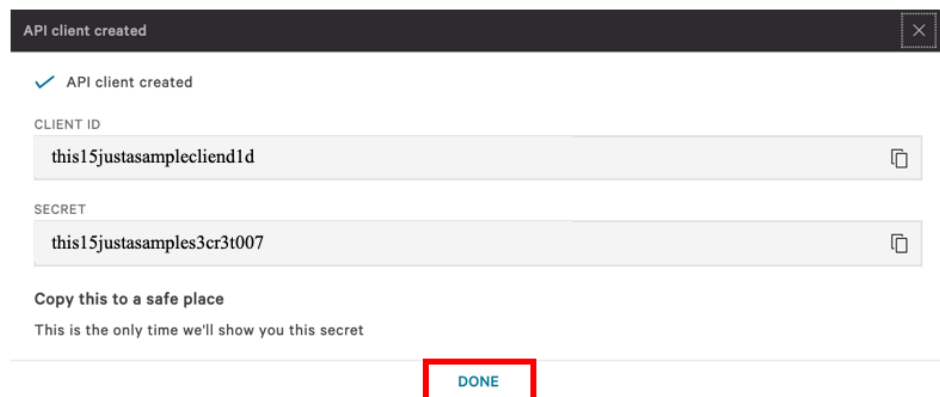 API client created
API client created
CLIENT ID
this15justasamplecliend1d
SECRET
this15justasamples3cr3t007
Copy this to a safe place
This is the only time we'll show you this secret
DONE